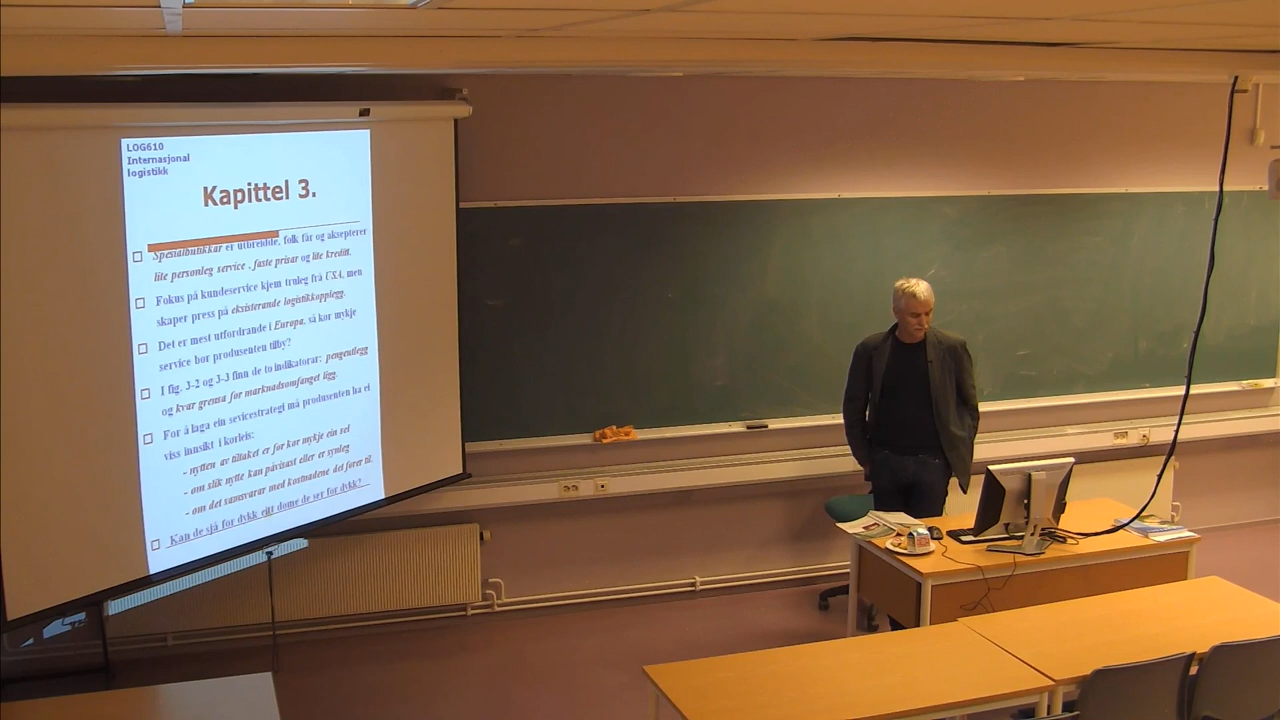 LOG610
Internasjonal
logistikk
Kapittel 3.
Spesialbutikkar er utbreidde, folk får og aksepterer
lite personleg service , faste prisar og lite kreditt.
Fokus på kundeservice kjem truleg frå USA, men
skaper press på eksisterande logistikkopplegg.
Det er mest utfordrande i Europa, så kor mykje
service bør produsenten tilby?
I fig. 3-2 og 3-3 finn de to indikatorar: pengeutlegg
og kvar grensa for marknadsomfanget ligg.
For å laga ein sevicestrategi må produsenten ha ei
viss innsikt i korleis:
- nytten av tiltaket er for kor mykje ein sel
- om slik nytte kan påvisast eller er synleg
- om det samsvarar med kostnadene det fører til.
Kan de sjå for dykk eitt døme de ser for dykk?